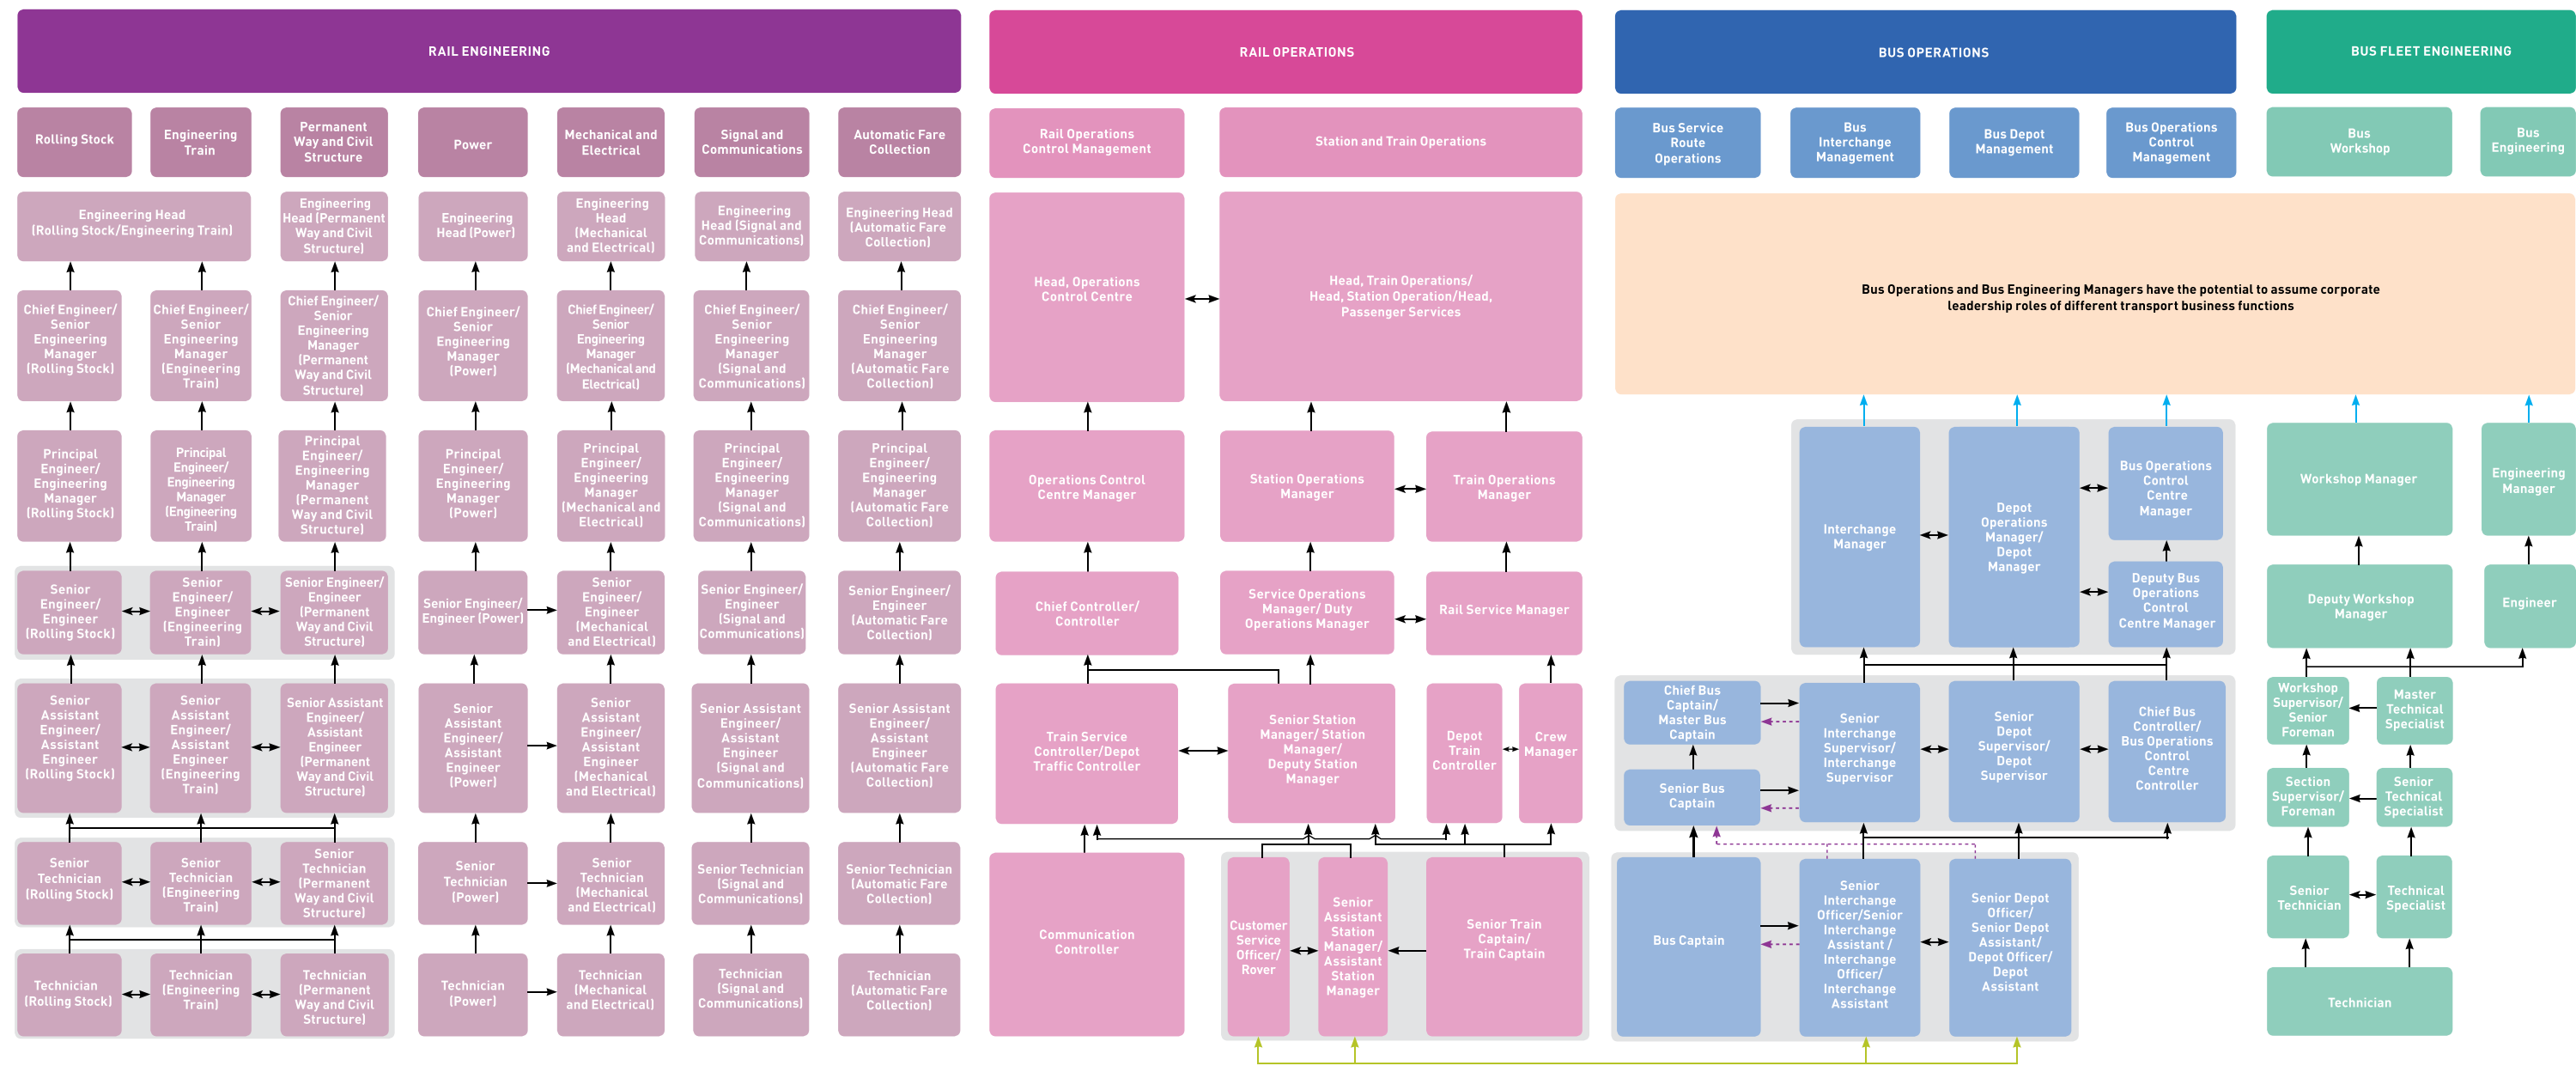 RAIL ENGINEERING
RAIL OPERATIONS
BUS OPERATIONS
BUS FLEET ENGINEERING
Rolling Stock
Engineering
Train
Permanent
Way and Civil
Structure
Power
Mechanical and
Electrical
Signal and
Communications
Automatic Fare
Collection
Rail Operations
Control Management
Station and Train Operations
Bus Service
Route
Operations
Bus
Interchange
Management
Bus Depot
Management
Bus Operations
Control
Management
Bus
Workshop
Bus
Engineering
Engineering Head
(Rolling Stock/Engineering Train)
Engineering
Head (Permanent
Way and Civil
Structure)
Engineering
Head (Power)
Engineering
Head
(Mechanical
and Electrical)
Engineering
Head (Signal and
Communications)
Engineering Head
(Automatic Fare
Collection)
Head, Operations
Control Centre
Head, Train Operations/
Head, Station Operation/Head,
Passenger Services
Bus Operations and Bus Engineering Managers have the potential to assume corporate
leadership roles of different transport business functions
Chief Engineer/
Senior
Engineering
Manager
(Rolling Stock)
Chief Engineer/
Senior
Engineering
Manager
(Engineering
Train)
Chief Engineer/
Senior
Engineering
Manager
(Permanent
Way and Civil
Structure)
Chief Engineer/
Senior
Engineering
Manager
(Power)
Chief Engineer/
Senior
Engineering
Manager
(Mechanical and
Electrical)
Chief Engineer/
Senior
Engineering
Manager
(Signal and
Communications)
Chief Engineer/
Senior
Engineering
Manager
(Automatic Fare
Collection)
Principal
Engineer/
Engineering
Manager
(Rolling Stock)
Principal
Engineer/
Engineering
Manager
(Engineering
Train)
Principal
Engineer/
Engineering
Manager
(Permanent
Way and Civil
Structure)
Principal
Engineer/
Engineering
Manager
(Power)
Principal
Engineer/
Engineering
Manager
(Mechanical and
Electrical)
Principal
Engineer/
Engineering
Manager
(Signal and
Communications)
Principal
Engineer/
Engineering
Manager
(Automatic Fare
Collection)
Operations Control
Centre Manager
Station Operations
Manager
Train Operations
Manager
Interchange
Manager
Depot
Operations
Manager/
Depot
Manager
Bus Operations
Control
Centre
Manager
Workshop Manager
Engineering
Manager
Senior
Engineer/
Engineer
(Rolling Stock)
Senior
Engineer/
Engineer
(Engineering
Train)
Senior Engineer/
Engineer
(Permanent
Way and Civil
Structure)
Senior Engineer/
Engineer (Power)
Senior
Engineer/
Engineer
(Mechanical
and Electrical)
Senior Engineer/
Engineer
(Signal and
Communications)
Senior Engineer/
Engineer
(Automatic Fare
Collection)
Chief Controller/
Controller
Service Operations
Manager/ Duty
Operations Manager
Rail Service Manager
Deputy Bus
Operations
Control
Centre Manager
Deputy Workshop
Manager
Engineer
Senior
Assistant
Engineer/
Assistant
Engineer
(Rolling Stock)
Senior
Assistant
Engineer/
Assistant
Engineer
(Engineering
Train)
Senior Assistant
Engineer/
Assistant
Engineer
(Permanent
Way and Civil
Structure)
Senior
Assistant
Engineer/
Assistant
Engineer
(Power)
Senior
Assistant
Engineer/
Assistant
Engineer
(Mechanical
and Electrical)
Senior Assistant
Engineer/
Assistant
Engineer
(Signal and
Communications)
Senior Assistant
Engineer/
Assistant
Engineer
(Automatic Fare
Collection)
Train Service
Controller/Depot
Traffic Controller
Senior Station
Manager/ Station
Manager/
Deputy Station
Manager
Depot
Train
Controller
Crew
Manager
Chief Bus
Captain/
Master Bus
Captain
Senior Bus
Captain
Senior
Interchange
Supervisor/
Interchange
Supervisor
Senior
Depot
Supervisor/
Depot
Supervisor
Chief Bus
Controller/
Bus Operations
Control
Centre
Controller
Workshop
Supervisor/
Senior
Foreman
Master
Technical
Specialist
Section
Supervisor/
Foreman
Senior
Technical
Specialist
Senior
Technician
(Rolling Stock)
Senior
Technician
(Engineering
Train)
Senior
Technician
(Permanent
Way and Civil
Structure)
Senior
Technician
(Power)
Senior
Technician
(Mechanical
and Electrical)
Senior Technician
(Signal and
Communications)
Senior Technician
(Automatic Fare
Collection)
Communication
Controller
Customer
Service
Officer/
Rover
Senior
Assistant
Station
Manager/
Assistant
Station
Manager
Senior Train
Captain/
Train Captain
Bus Captain
Senior
Interchange
Officer/Senior
Interchange
Assistant /
Interchange
Officer/
Interchange
Assistant
Senior Depot
Officer/
Senior Depot
Assistant/
Depot Officer/
Depot
Assistant
Senior
Technician
Technical
Specialist
Technician
(Rolling Stock)
Technician
(Engineering
Train)
Technician
(Permanent
Way and Civil
Structure)
Technician
(Power)
Technician
(Mechanical
and Electrical)
Technician
(Signal and
Communications)
Technician
(Automatic Fare
Collection)
Technician